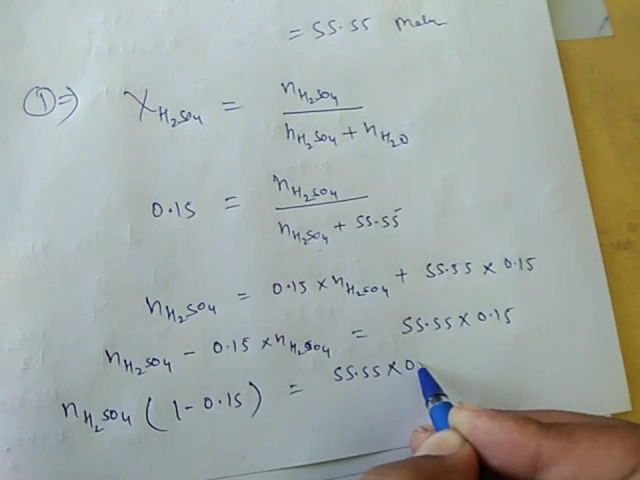 = 55.55 Mole
① ⇒ X_H₂SO₄ = n_H₂SO₄ / n_H₂SO₄ + n_H₂O
0.15 = n_H₂SO₄ / n_H₂SO₄ + 55.55
n_H₂SO₄ = 0.15 × n_H₂SO₄ + 55.55 × 0.15
n_H₂SO₄ - 0.15 × n_H₂SO₄ = 55.55 × 0.15
n_H₂SO₄ (1 - 0.15) = 55.55 × 0.